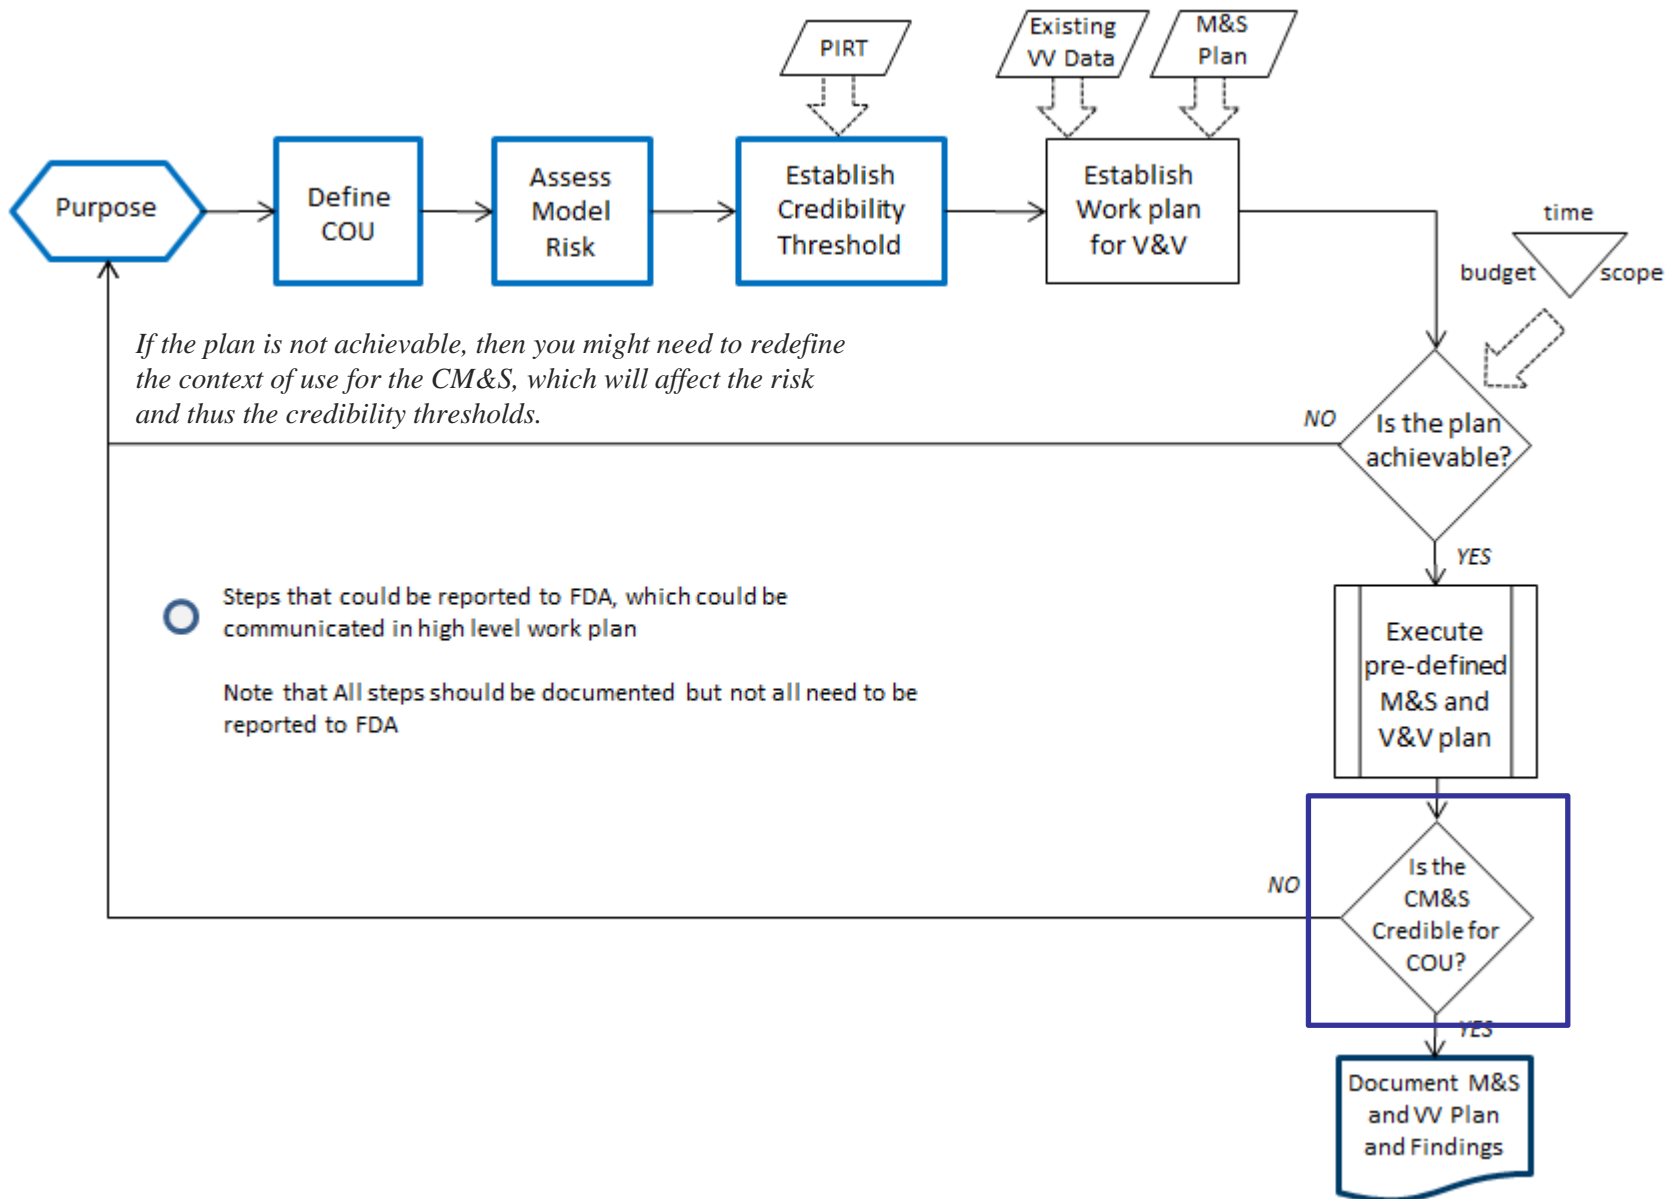 PIRT
Existing
VV Data
M&S
Plan
Purpose
Define
COU
Assess
Model
Risk
Establish
Credibility
Threshold
Establish
Work plan
for V&V
time
budget
scope
If the plan is not achievable, then you might need to redefine
the context of use for the CM&S, which will affect the risk
and thus the credibility thresholds.
NO
Is the plan
achievable?
YES
Steps that could be reported to FDA, which could be
communicated in high level work plan
Note that All steps should be documented but not all need to be
reported to FDA
Execute
pre-defined
M&S and
V&V plan
NO
Is the
CM&S
Credible for
COU?
YES
Document M&S
and VV Plan
and Findings